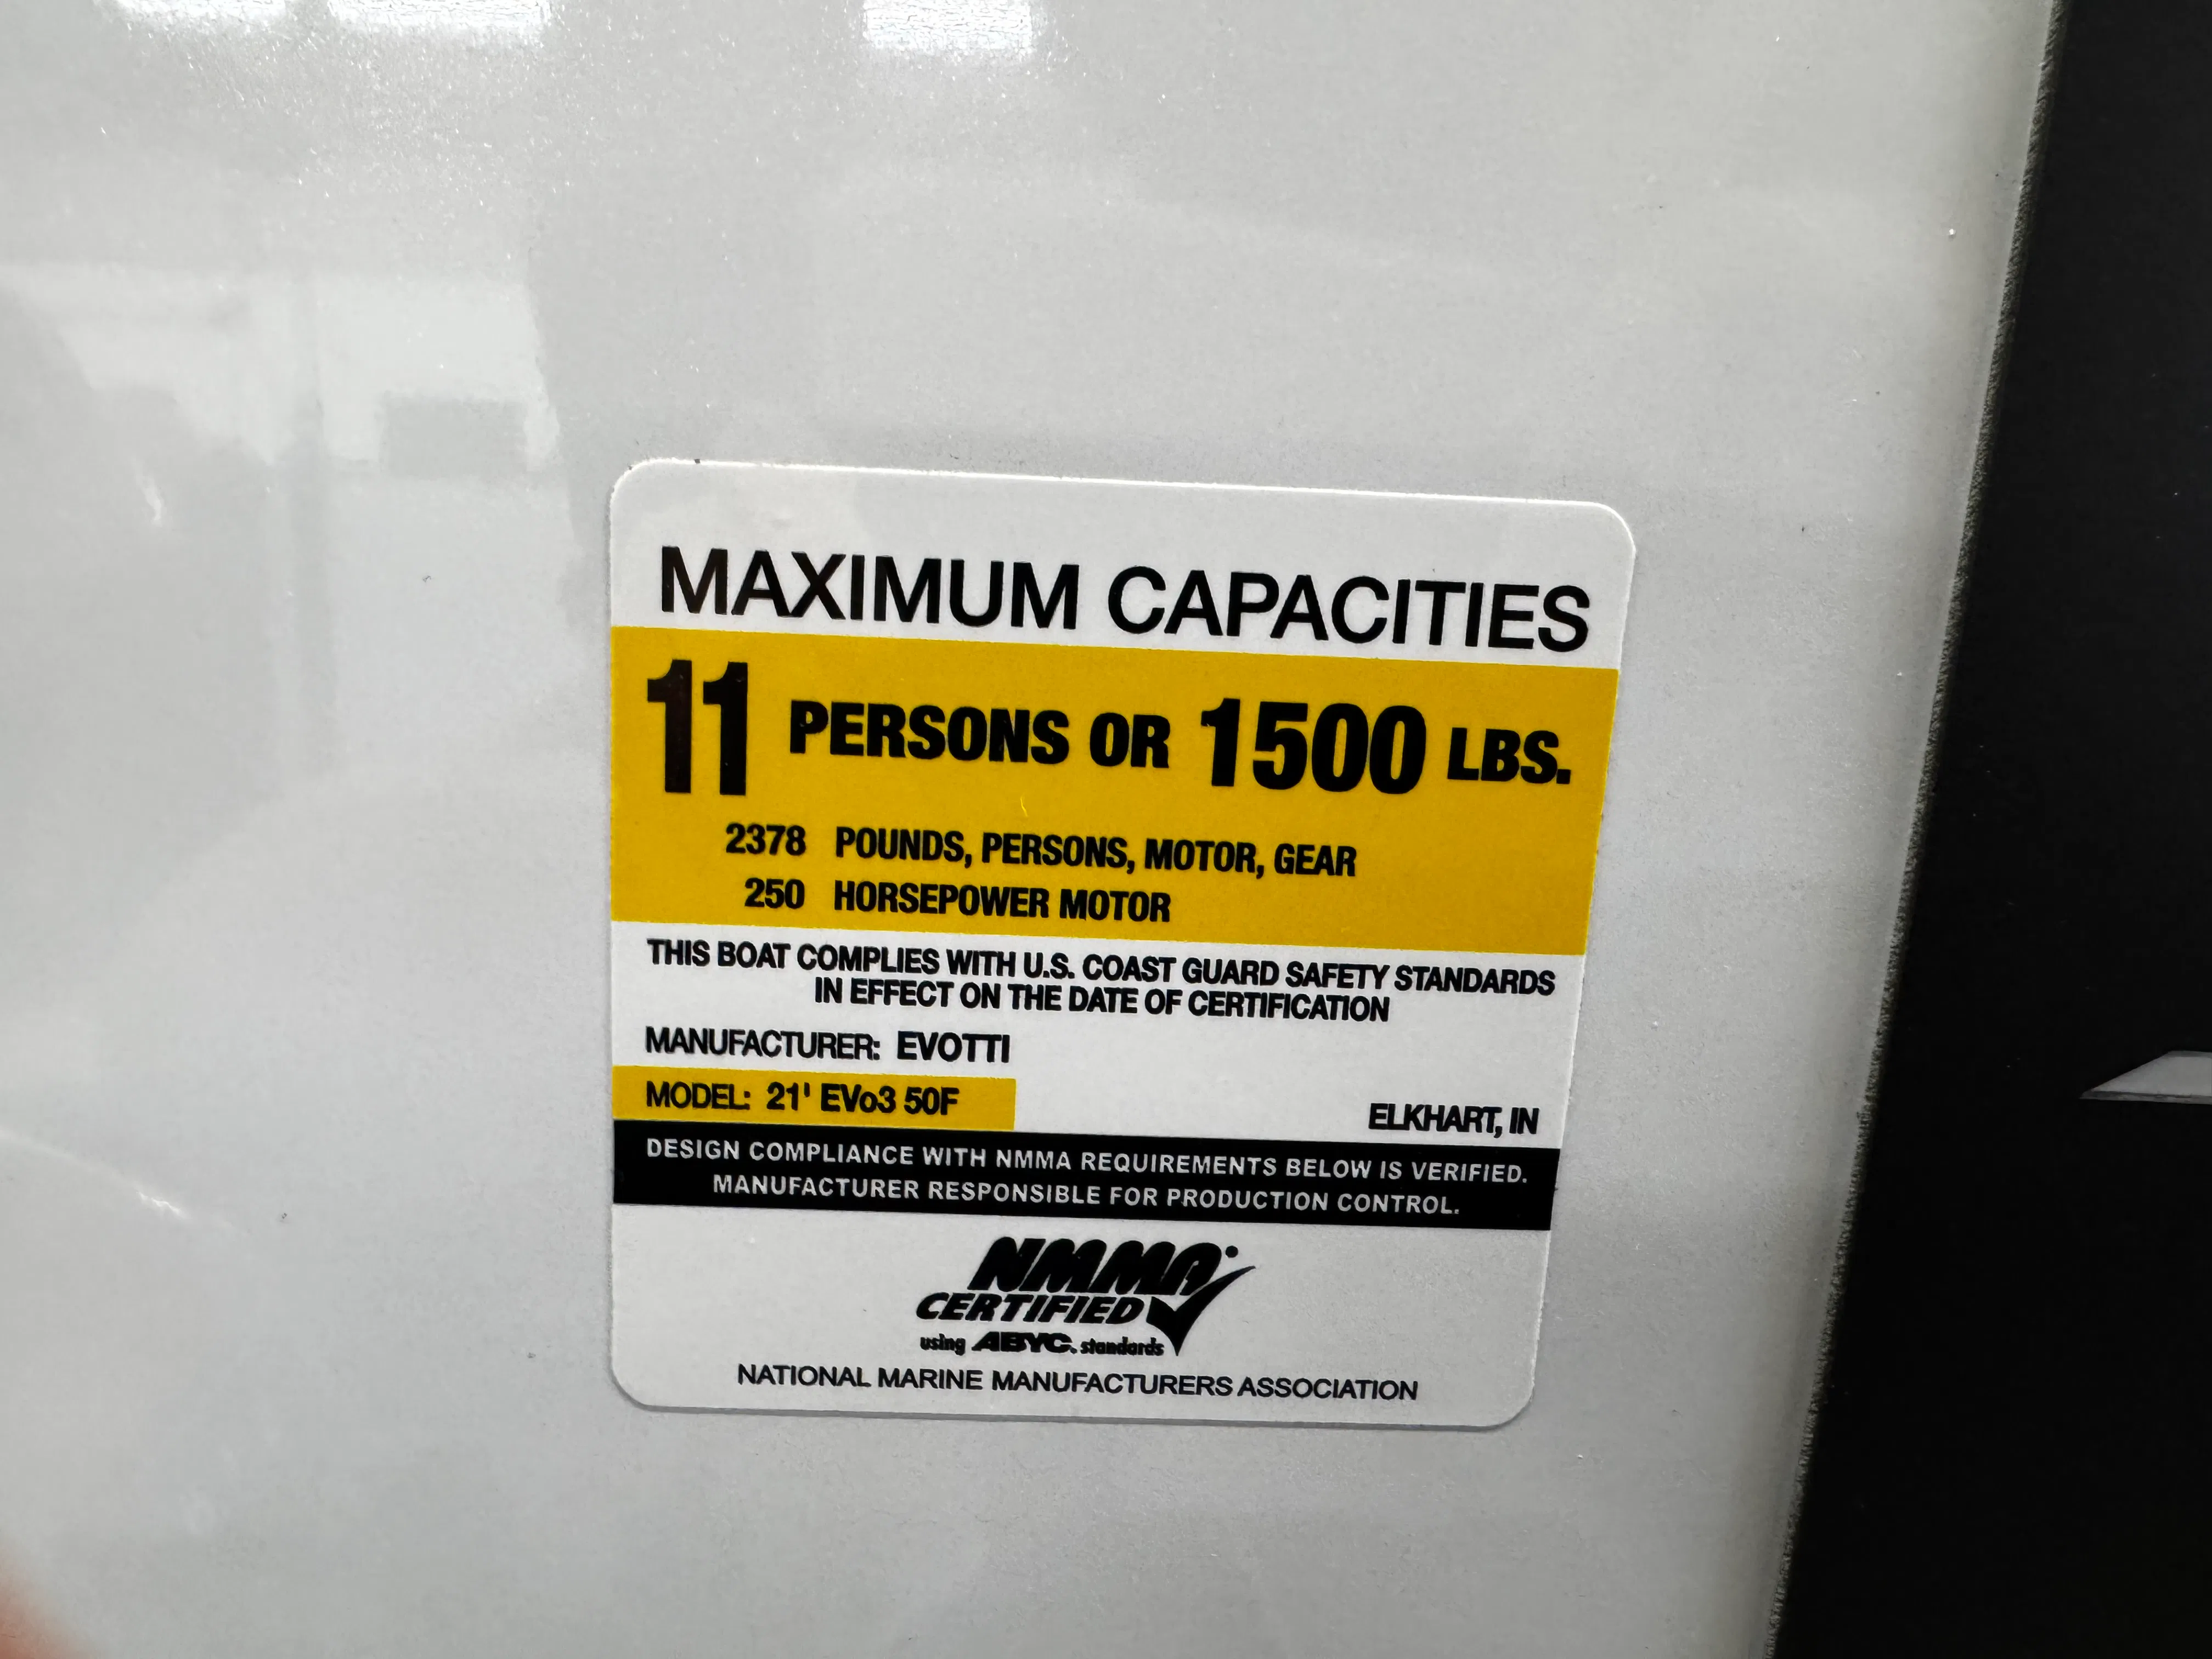 MAXIMUM CAPACITIES
11 PERSONS OR 1500 LBS.
2378 POUNDS, PERSONS, MOTOR, GEAR
250 HORSEPOWER MOTOR
THIS BOAT COMPLIES WITH U.S. COAST GUARD SAFETY STANDARDS
IN EFFECT ON THE DATE OF CERTIFICATION
MANUFACTURER: EVOTTI
MODEL: 21' EVo3 50F
ELKHART, IN
DESIGN COMPLIANCE WITH NMMA REQUIREMENTS BELOW IS VERIFIED.
MANUFACTURER RESPONSIBLE FOR PRODUCTION CONTROL.
NMMA
CERTIFIED
using ABYC. standards
NATIONAL MARINE MANUFACTURERS ASSOCIATION